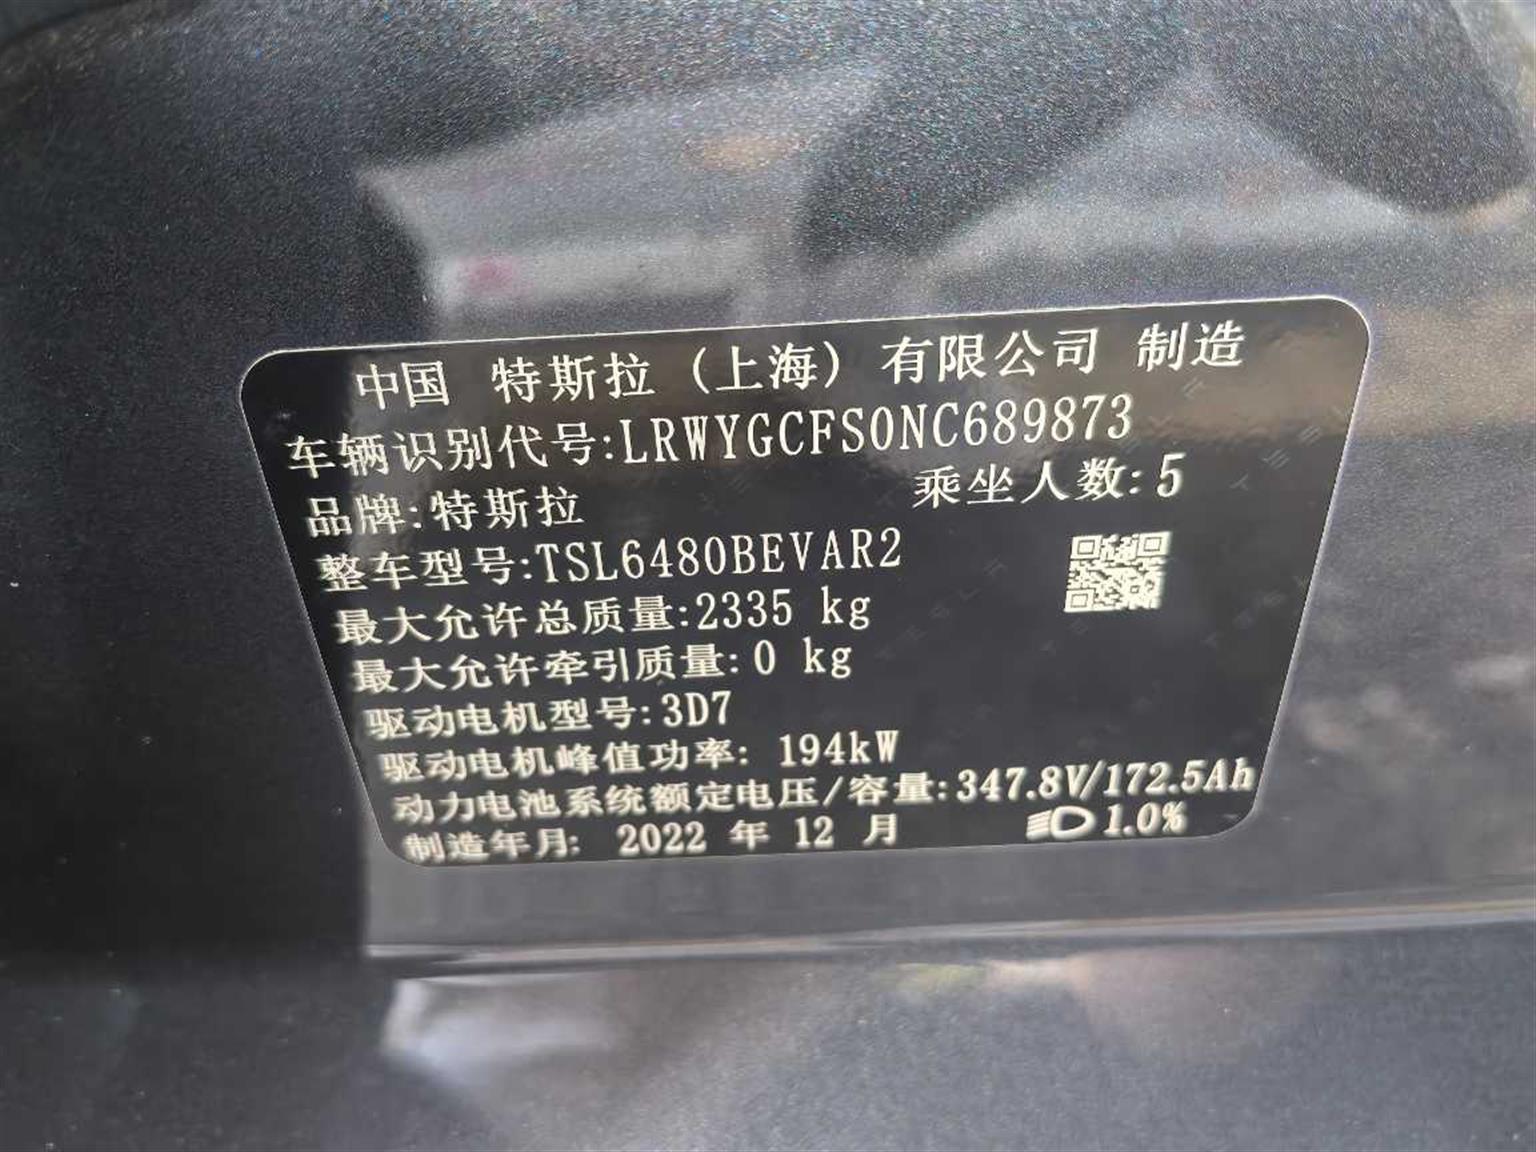 中国 特斯拉 (上海) 有限公司 制造
车辆识别代号:LRWYGCFS0NC689873
品牌:特斯拉 乘坐人数:5
整车型号:TSL6480BEVAR2
最大允许总质量:2335 kg
最大允许牵引质量:0 kg
驱动电机型号:3D7
驱动电机峰值功率: 194kW
动力电池系统额定电压/容量:347.8V/172.5Ah
制造年月: 2022 年 12 月 1.0%